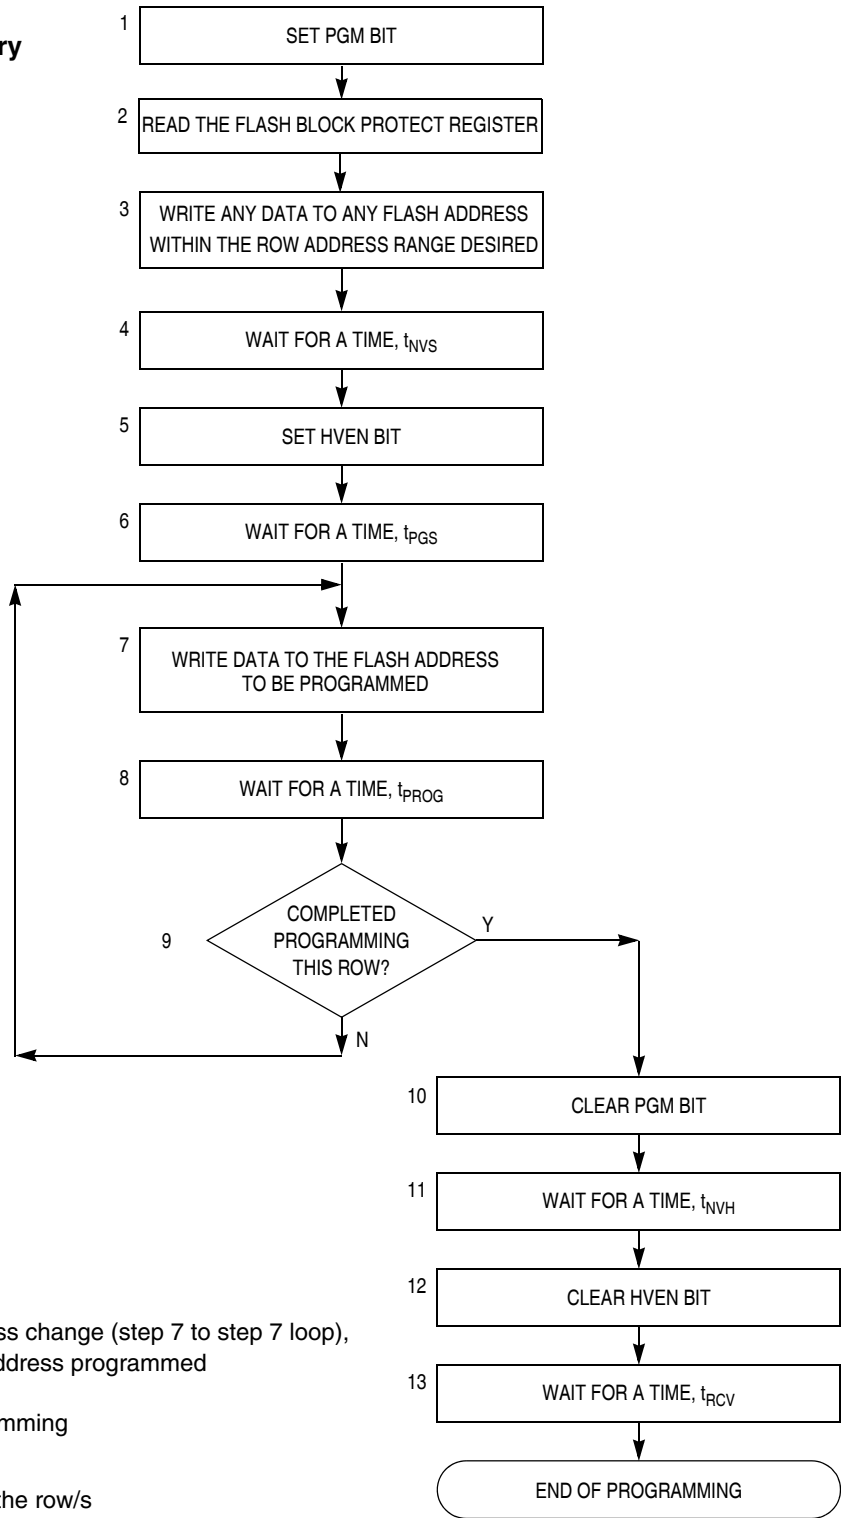 1
SET PGM BIT
ry
2
READ THE FLASH BLOCK PROTECT REGISTER
3
WRITE ANY DATA TO ANY FLASH ADDRESS
WITHIN THE ROW ADDRESS RANGE DESIRED
4
WAIT FOR A TIME, tNVS
5
SET HVEN BIT
6
WAIT FOR A TIME, tPGS
7
WRITE DATA TO THE FLASH ADDRESS
TO BE PROGRAMMED
8
WAIT FOR A TIME, tPROG
9
COMPLETED
PROGRAMMING
THIS ROW?
Y
N
10
CLEAR PGM BIT
11
WAIT FOR A TIME, tNVH
12
CLEAR HVEN BIT
13
WAIT FOR A TIME, tRCV
END OF PROGRAMMING
ss change (step 7 to step 7 loop),
ddress programmed
mming
the row/s